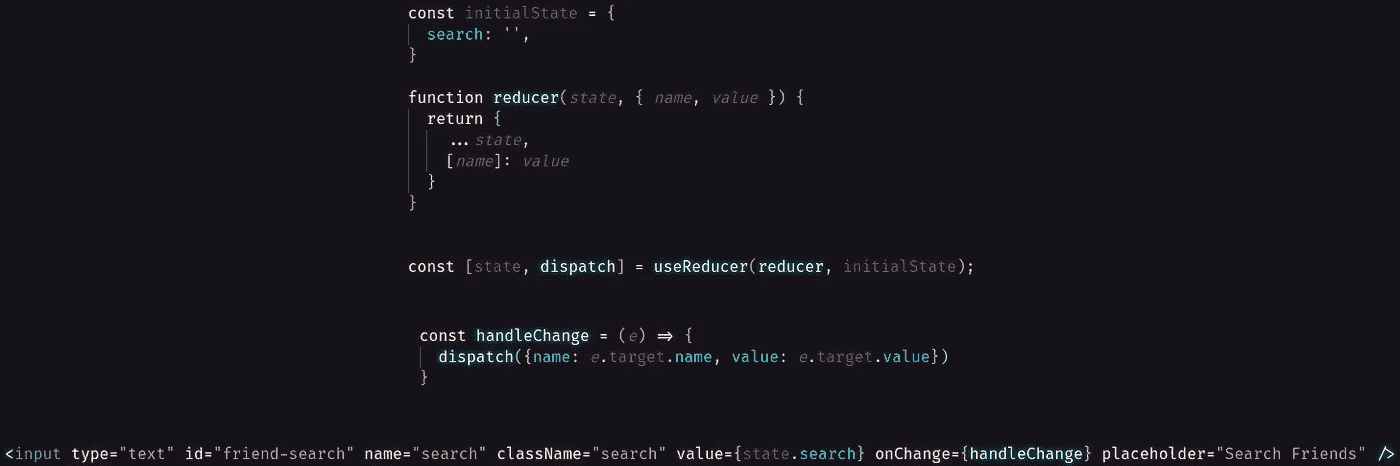 const initialState = {
search: '',
}
function reducer(state, { name, value }) {
return {
...state,
[name]: value
}
}
const [state, dispatch] = useReducer(reducer, initialState);
const handleChange = (e) => {
dispatch({name: e.target.name, value: e.target.value})
}
<input type="text" id="friend-search" name="search" className="search" value={state.search} onChange={handleChange} placeholder="Search Friends" />